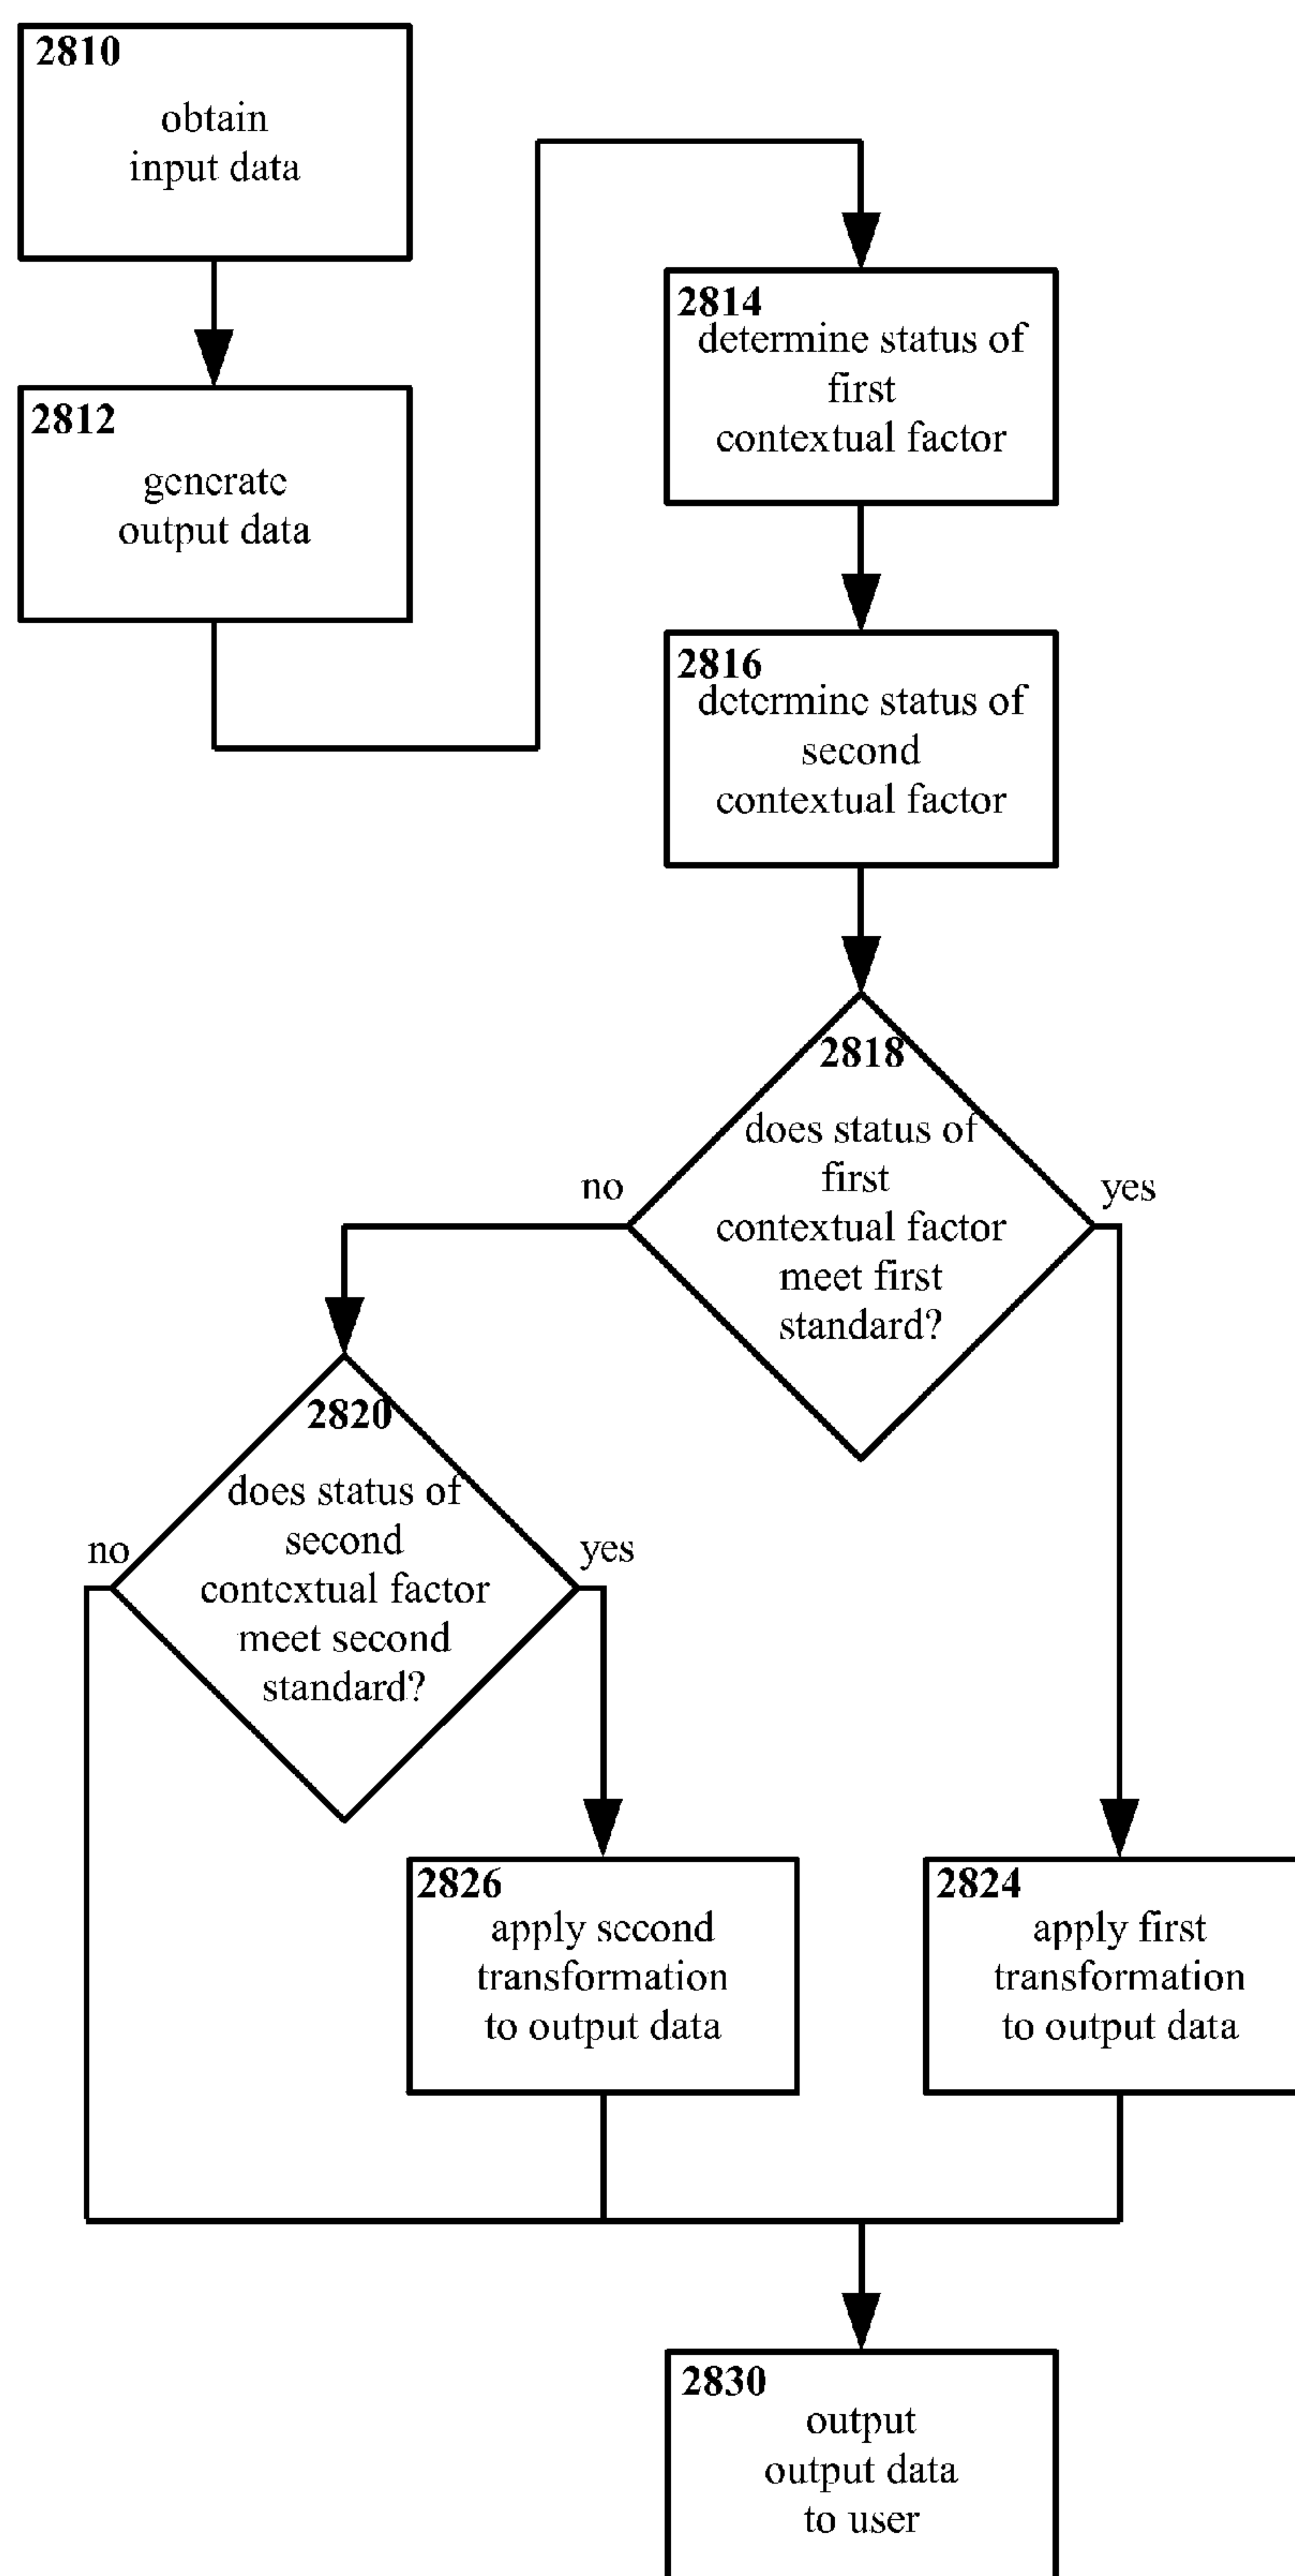 2810
obtain
input data
2812
generate
output data
2814
determine status of
first
contextual factor
2816
determine status of
second
contextual factor
2818
does status of
first
contextual factor
meet first
standard?
no
yes
2820
does status of
second
contextual factor
meet second
standard?
no
yes
2826
apply second
transformation
to output data
2824
apply first
transformation
to output data
2830
output
output data
to user